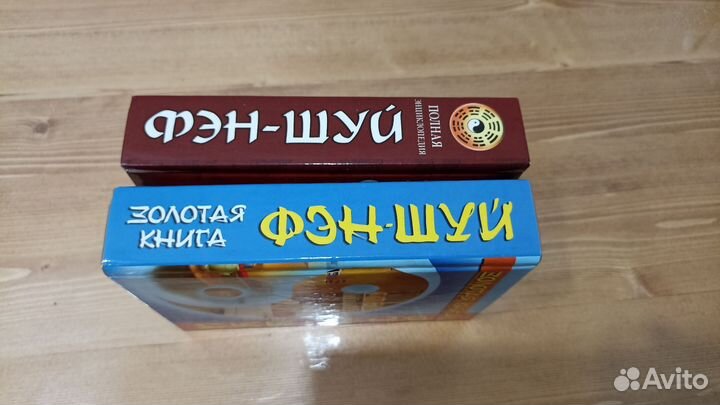 ФЭН-ШУЙ
ПОЛНАЯ
ЭНЦИКЛОПЕДИЯ
ЗОЛОТАЯ
КНИГА
ФЭН-ШУЙ
Avito